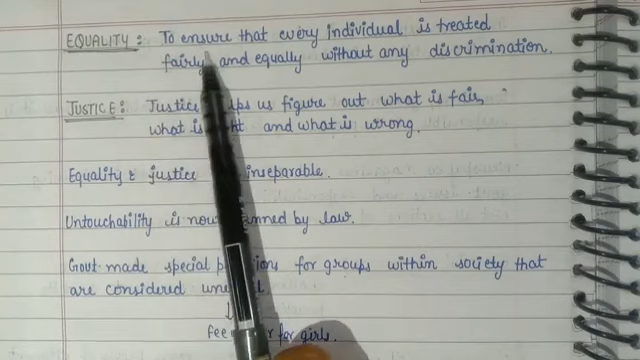 EQUALITY: To ensure that every individual is treated
fairly and equally without any discrimination.
JUSTICE: Justice us figure out what is fair,
what is and what is wrong.
Equality & justice inseparable.
Untouchability is now by law.
Govt. made special for groups within society that
are considered
↓
for girls.